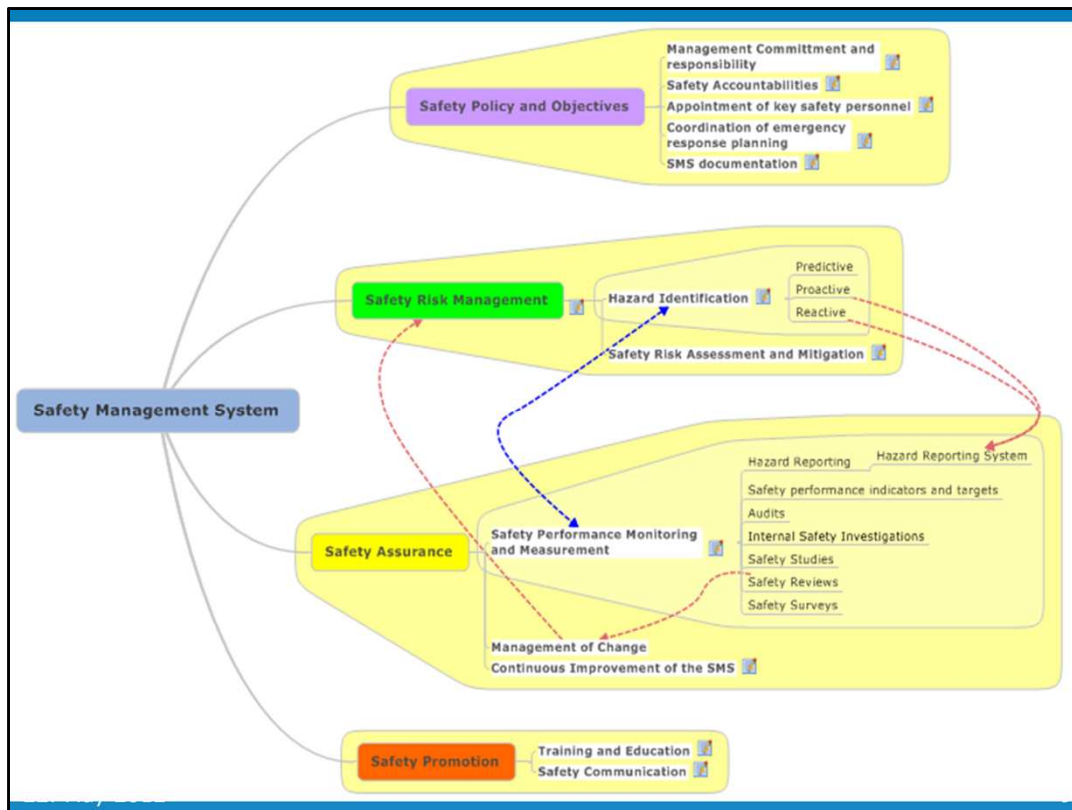 Management Committment and
responsibility
Safety Accountabilities
Safety Policy and Objectives
Appointment of key safety personnel
Coordination of emergency
response planning
SMS documentation
Predictive
Safety Risk Management
Hazard Identification
Proactive
Reactive
Safety Risk Assessment and Mitigation
Safety Management System
Hazard Reporting
Hazard Reporting System
Safety performance indicators and targets
Audits
Safety Assurance
Safety Performance Monitoring
and Measurement
Internal Safety Investigations
Safety Studies
Safety Reviews
Safety Surveys
Management of Change
Continuous Improvement of the SMS
Safety Promotion
Training and Education
Safety Communication